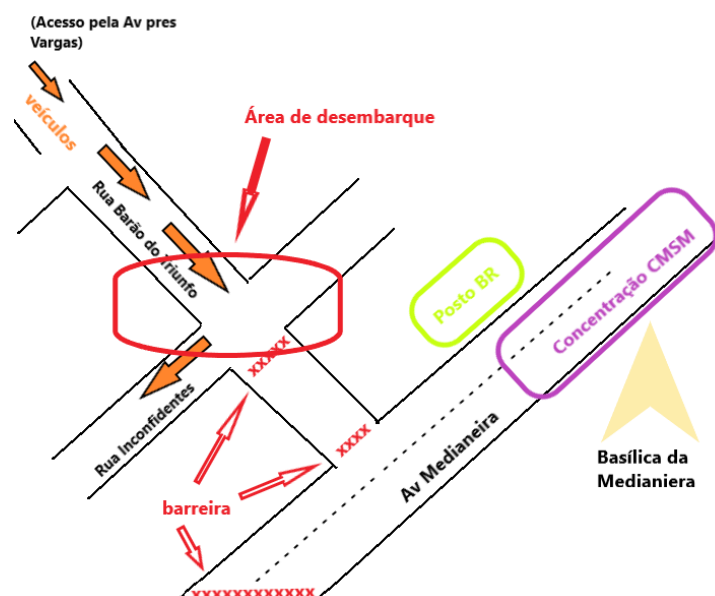 (Acesso pela Av pres
Vargas)
veículos
Área de desembarque
Rua Barão do Triunfo
Posto BR
Concentração CMSM
xxxxx
Rua Inconfidentes
xxxx
Av Medianeira
Basílica da
Medianiera
barreira
xxxxxxxxxxxx